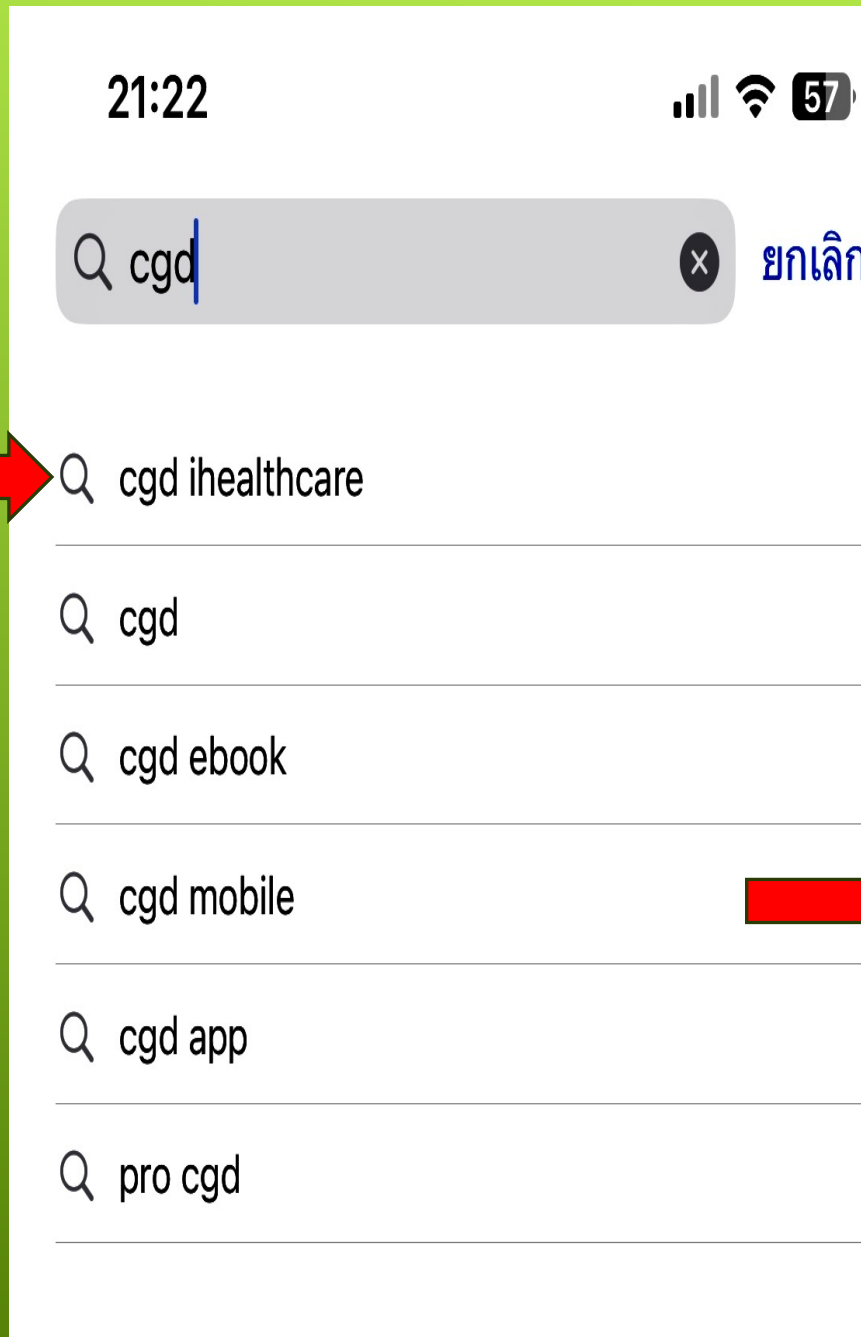 21:22 57
cgd ยกเลิก
cgd ihealthcare
cgd
cgd ebook
cgd mobile
cgd app
pro cgd